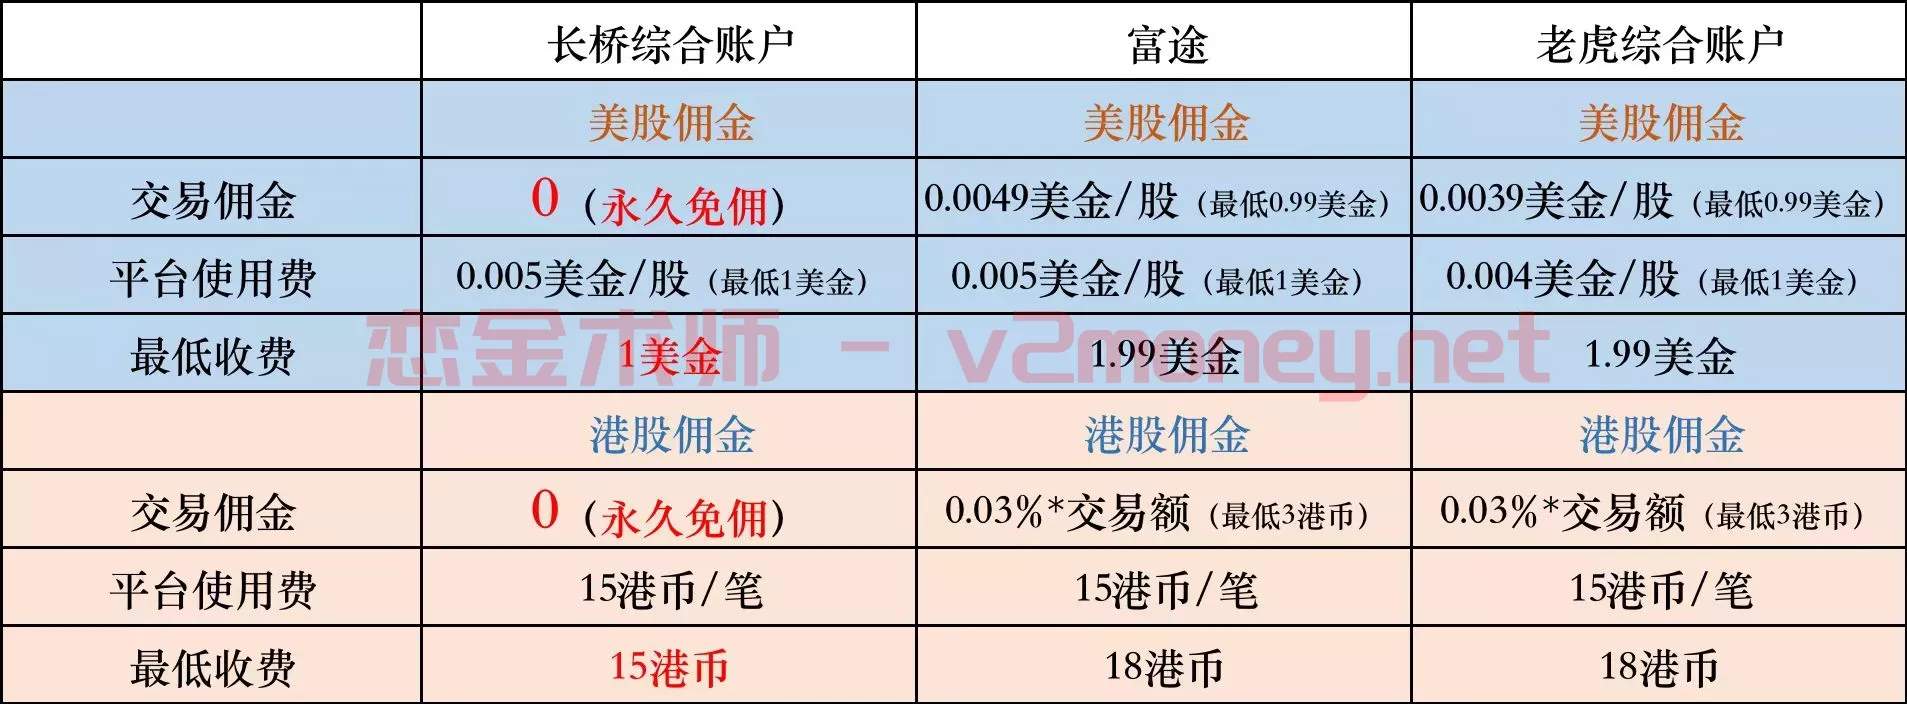 长桥综合账户 富途 老虎综合账户
美股佣金 美股佣金 美股佣金
交易佣金 0（永久免佣） 0.0049美金/股（最低0.99美金） 0.0039美金/股（最低0.99美金）
平台使用费 0.005美金/股（最低1美金） 0.005美金/股（最低1美金） 0.004美金/股（最低1美金）
最低收费 1美金 1.99美金 1.99美金
恋金术师 - v2money.net
港股佣金 港股佣金 港股佣金
交易佣金 0（永久免佣） 0.03%*交易额（最低3港币） 0.03%*交易额（最低3港币）
平台使用费 15港币/笔 15港币/笔 15港币/笔
最低收费 15港币 18港币 18港币